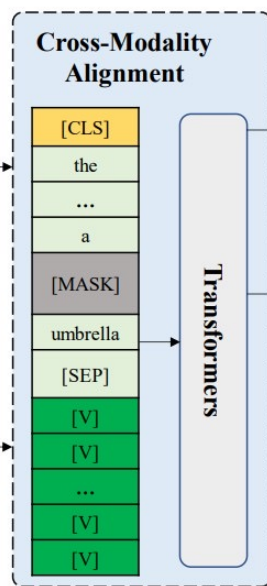 Cross-Modality
Alignment
[CLS]
the
...
a
[MASK]
umbrella
[SEP]
[V]
[V]
...
[V]
[V]
Transformers